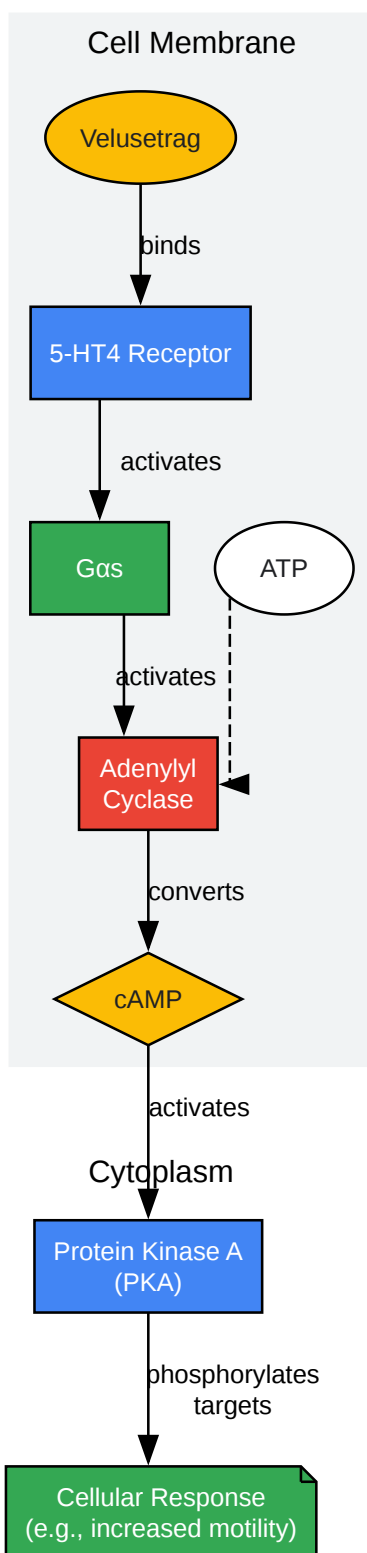 Cell Membrane
Velusetrag
binds
5-HT4 Receptor
activates
Gαs
ATP
activates
Adenylyl
Cyclase
converts
cAMP
activates
Cytoplasm
Protein Kinase A
(PKA)
phosphorylates
targets
Cellular Response
(e.g., increased motility)